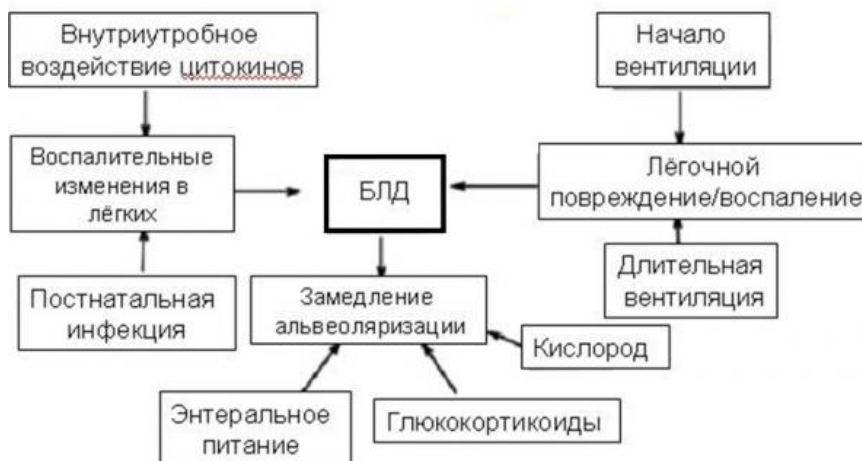 Внутриутробное
воздействие цитокинов
Начало
вентиляции
Воспалительные
изменения в
лёгких
БЛД
Лёгочной
повреждение/воспаление
Постнатальная
инфекция
Замедление
альвеоляризации
Длительная
вентиляция
Кислород
Энтеральное
питание
Глюкокортикоиды